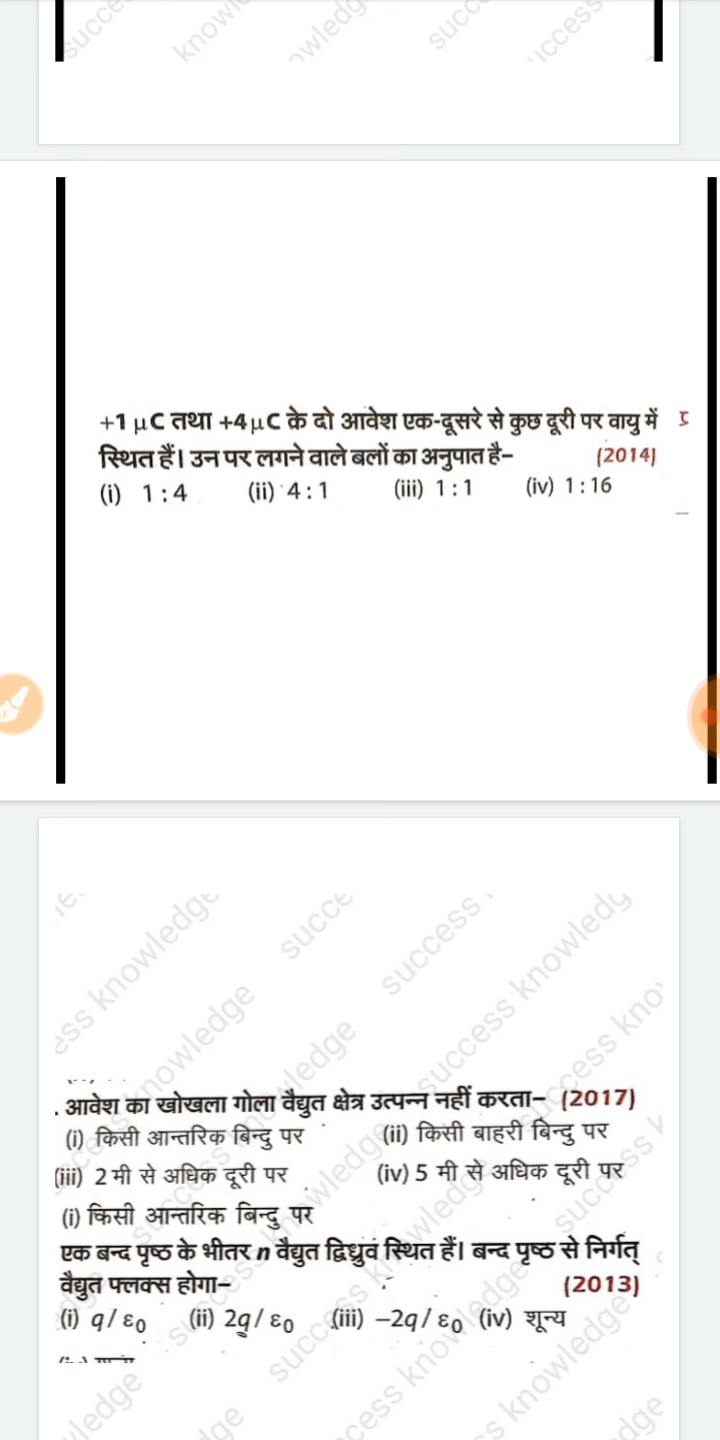 +1 μC तथा +4μC के दो आवेश एक-दूसरे से कुछ दूरी पर वायु में
स्थित हैं। उन पर लगने वाले बलों का अनुपात है– (2014)
(i) 1 : 4 (ii) 4 : 1 (iii) 1 : 1 (iv) 1 : 16
. आवेश का खोखला गोला वैद्युत क्षेत्र उत्पन्न नहीं करता– (2017)
(i) किसी आन्तरिक बिन्दु पर (ii) किसी बाहरी बिन्दु पर
(iii) 2 मी से अधिक दूरी पर (iv) 5 मी से अधिक दूरी पर
(i) किसी आन्तरिक बिन्दु पर
एक बन्द पृष्ठ के भीतर n वैद्युत द्विध्रुव स्थित हैं। बन्द पृष्ठ से निर्गत्
वैद्युत फ्लक्स होगा– (2013)
(i) q/ε₀ (ii) 2q/ε₀ (iii) –2q/ε₀ (iv) शून्य